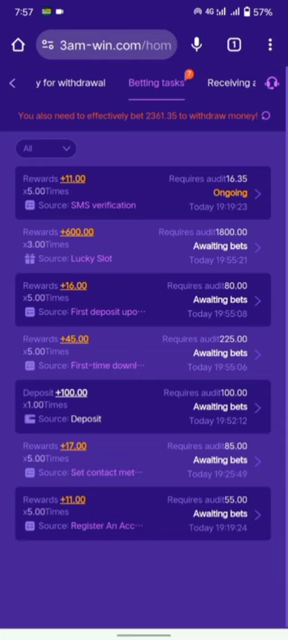 7:57
4G
57%
3am-win.com/hom
1
y for withdrawal
Betting tasks
7
Receiving a
You also need to effectively bet 2361.35 to withdraw money!
All
Rewards +11.00
Requires audit16.35
x5.00Times
Ongoing
Source: SMS verification
Today 19:19:23
Rewards +600.00
Requires audit1800.00
x3.00Times
Awaiting bets
Source: Lucky Slot
Today 19:55:21
Rewards +16.00
Requires audit80.00
x5.00Times
Awaiting bets
Source: First deposit upo···
Today 19:55:08
Rewards +45.00
Requires audit225.00
x5.00Times
Awaiting bets
Source: First-time downl···
Today 19:55:06
Deposit +100.00
Requires audit100.00
x1.00Times
Awaiting bets
Source: Deposit
Today 19:52:12
Rewards +17.00
Requires audit85.00
x5.00Times
Awaiting bets
Source: Set contact met···
Today 19:25:49
Rewards +11.00
Requires audit55.00
x5.00Times
Awaiting bets
Source: Register An Acc···
Today 19:19:24